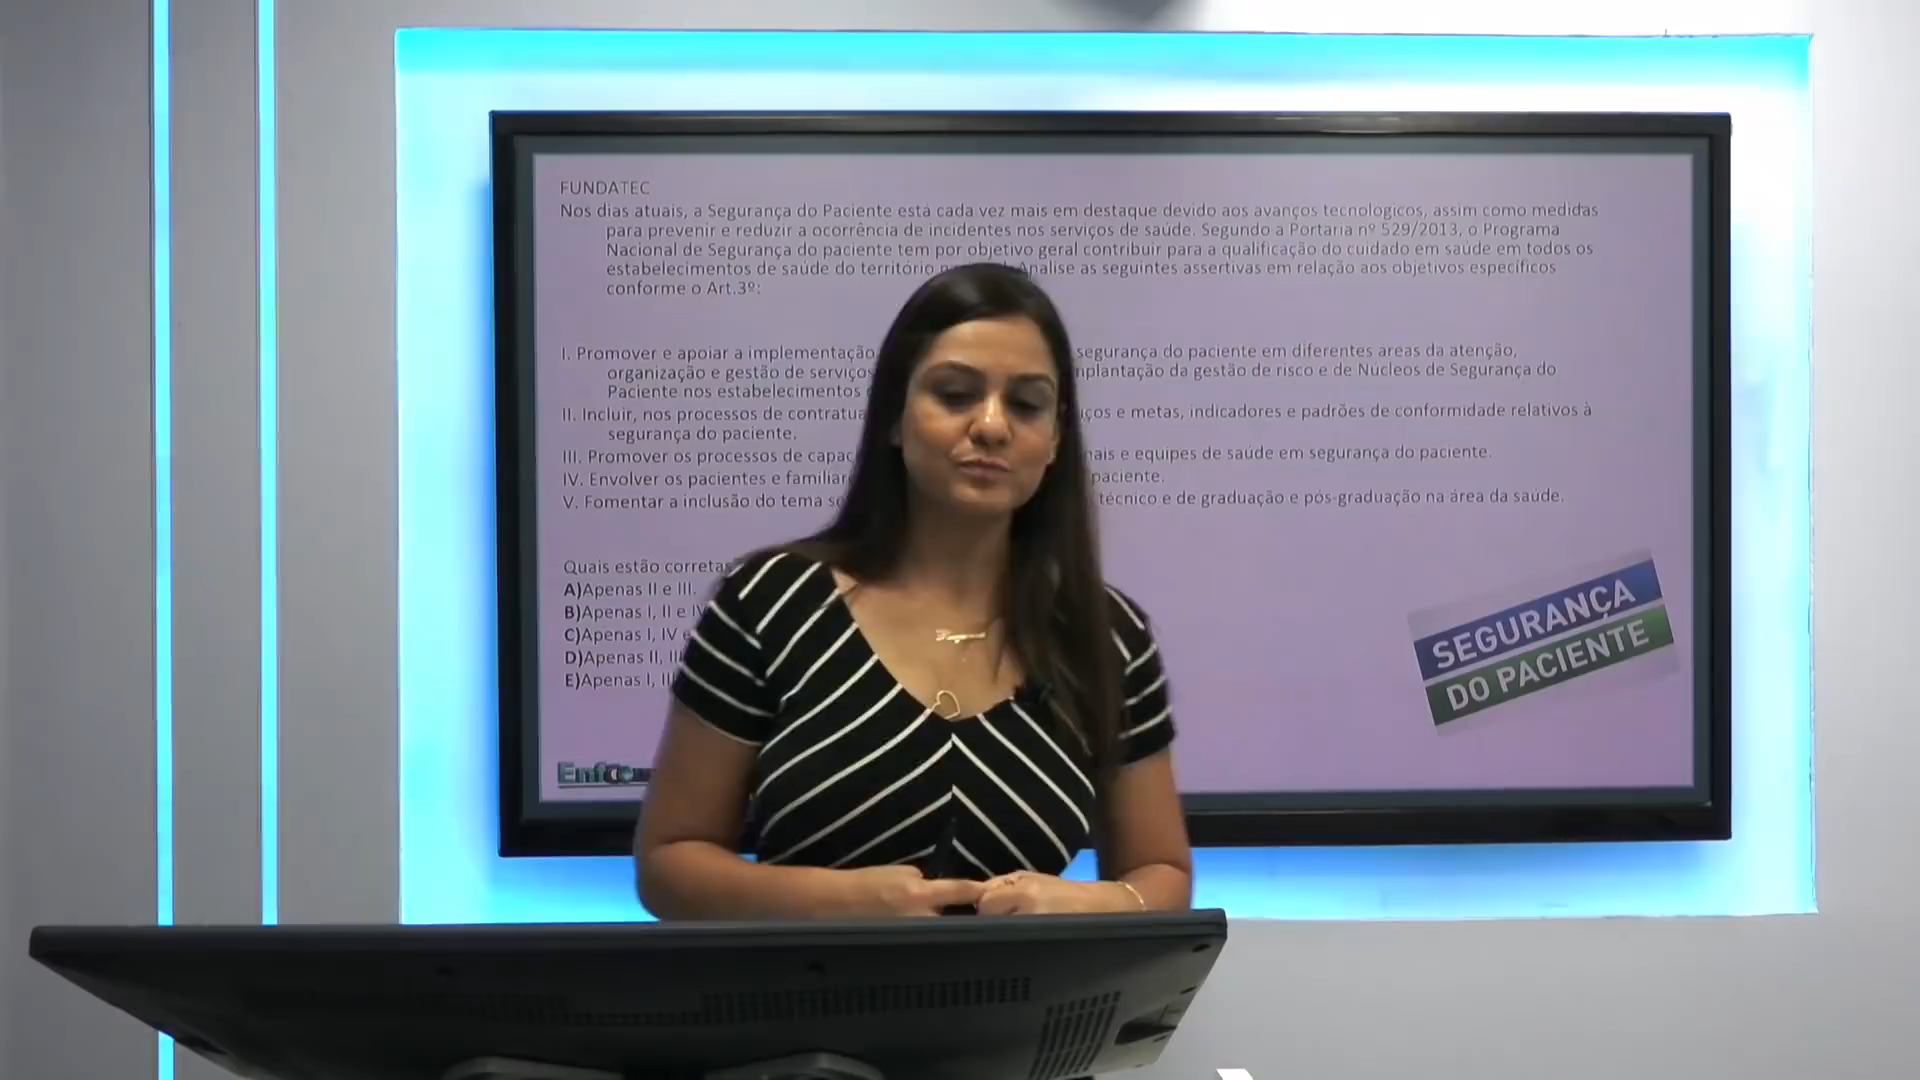 FUNDATEC
Nos dias atuais, a Segurança do Paciente está cada vez mais em destaque devido aos avanços tecnológicos, assim como medidas
para prevenir e reduzir a ocorrência de incidentes nos serviços de saúde. Segundo a Portaria nº 529/2013, o Programa
Nacional de Segurança do paciente tem por objetivo geral contribuir para a qualificação do cuidado em saúde em todos os
estabelecimentos de saúde do território Analise as seguintes assertivas em relação aos objetivos específicos
conforme o Art.3º:
I. Promover e apoiar a implementação segurança do paciente em diferentes áreas da atenção,
organização e gestão de serviços mplantação da gestão de risco e de Núcleos de Segurança do
Paciente nos estabelecimentos
II. Incluir, nos processos de contratua ços e metas, indicadores e padrões de conformidade relativos à
segurança do paciente.
III. Promover os processos de capac nais e equipes de saúde em segurança do paciente.
IV. Envolver os pacientes e familiar paciente.
V. Fomentar a inclusão do tema técnico e de graduação e pós-graduação na área da saúde.
Quais estão corretas
A)Apenas II e III.
B)Apenas I, II e IV
C)Apenas I, IV e
D)Apenas II, III
E)Apenas I, III
SEGURANÇA
DO PACIENTE